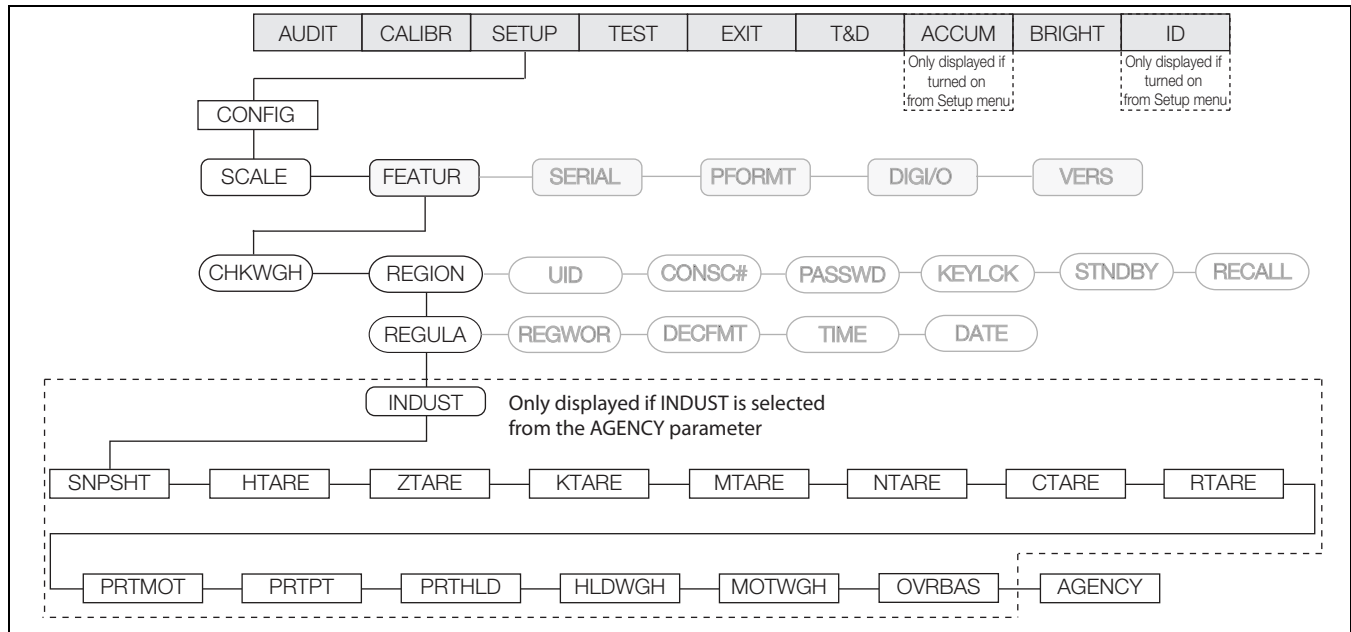 AUDIT CALIBR SETUP TEST EXIT T&D ACCUM BRIGHT ID
Only displayed if
turned on
from Setup menu
Only displayed if
turned on
from Setup menu
CONFIG
SCALE FEATUR SERIAL PFORMT DIGI/O VERS
CHKWGH REGION UID CONSC# PASSWD KEYLCK STNDBY RECALL
REGULA REGWOR DECFMT TIME DATE
INDUST
Only displayed if INDUST is selected
from the AGENCY parameter
SNPSHT HTARE ZTARE KTARE MTARE NTARE CTARE RTARE
PRTMOT PRTPT PRTHLD HLDWGH MOTWGH OVRBAS AGENCY